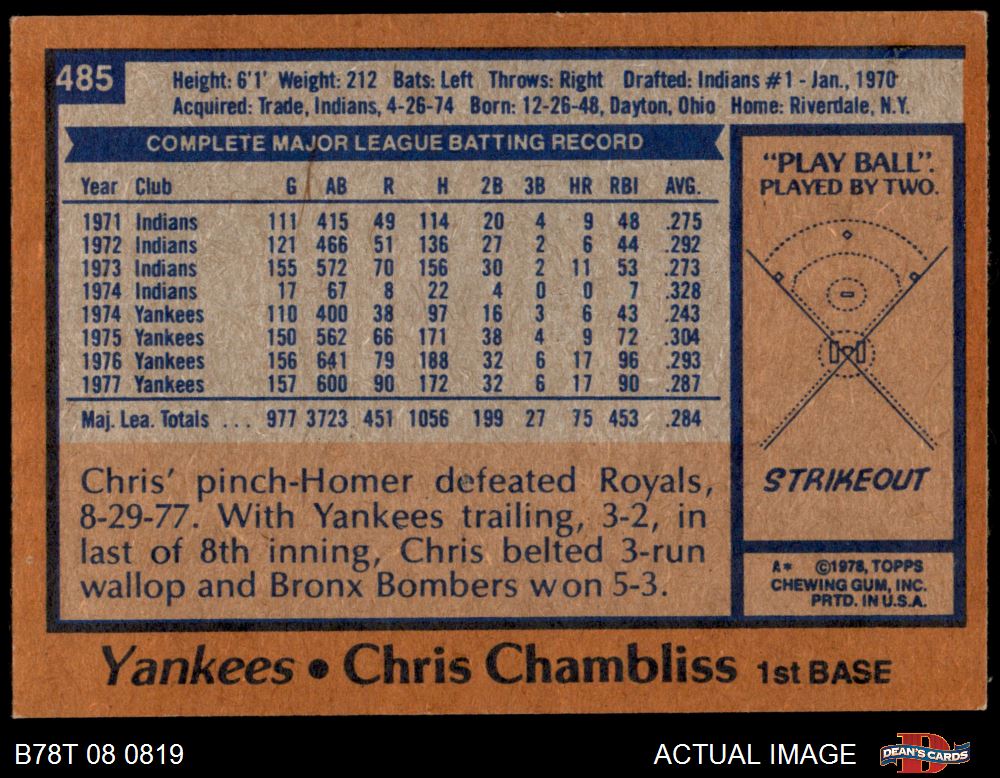 485
Height: 6'1' Weight: 212 Bats: Left Throws: Right Drafted: Indians #1 - Jan., 1970
Acquired: Trade, Indians, 4-26-74 Born: 12-26-48, Dayton, Ohio Home: Riverdale, N.Y.
COMPLETE MAJOR LEAGUE BATTING RECORD
Year Club G AB R H 2B 3B HR RBI AVG.
1971 Indians 111 415 49 114 20 4 9 48 .275
1972 Indians 121 466 51 136 27 2 6 44 .292
1973 Indians 155 572 70 156 30 2 11 53 .273
1974 Indians 17 67 8 22 4 0 0 7 .328
1974 Yankees 110 400 38 97 16 3 6 43 .243
1975 Yankees 150 562 66 171 38 4 9 72 .304
1976 Yankees 156 641 79 188 32 6 17 96 .293
1977 Yankees 157 600 90 172 32 6 17 90 .287
Maj. Lea. Totals ... 977 3723 451 1056 199 27 75 453 .284
Chris' pinch-Homer defeated Royals,
8-29-77. With Yankees trailing, 3-2, in
last of 8th inning, Chris belted 3-run
wallop and Bronx Bombers won 5-3.
"PLAY BALL".
PLAYED BY TWO.
STRIKEOUT
A* ©1978, TOPPS
CHEWING GUM, INC.
PRTD. IN U.S.A.
Yankees • Chris Chambliss 1st BASE
B78T 08 0819
ACTUAL IMAGE
DEAN'S CARDS